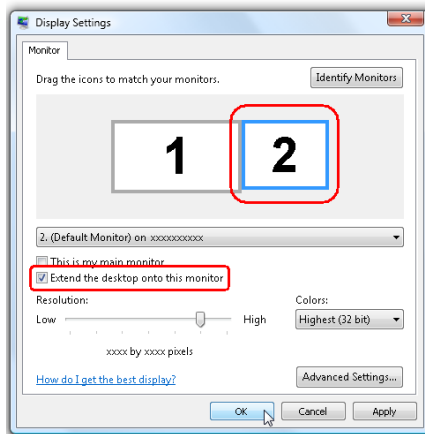 Display Settings
Monitor
Drag the icons to match your monitors.
Identify Monitors
1 2
2. (Default Monitor) on xxxxxxxxxx
This is my main monitor
Extend the desktop onto this monitor
Resolution:
Colors:
Low High
Highest (32 bit)
xxxx by xxxx pixels
How do I get the best display?
Advanced Settings...
OK Cancel Apply